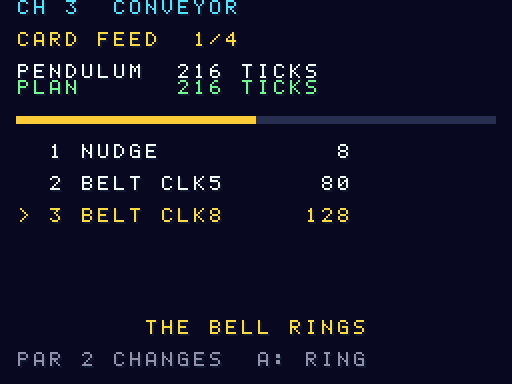 CH 3 CONVEYOR
CARD FEED 1/4
PENDULUM 216 TICKS
PLAN 216 TICKS
1 NUDGE 8
2 BELT CLK5 80
> 3 BELT CLK8 128
THE BELL RINGS
PAR 2 CHANGES A: RING